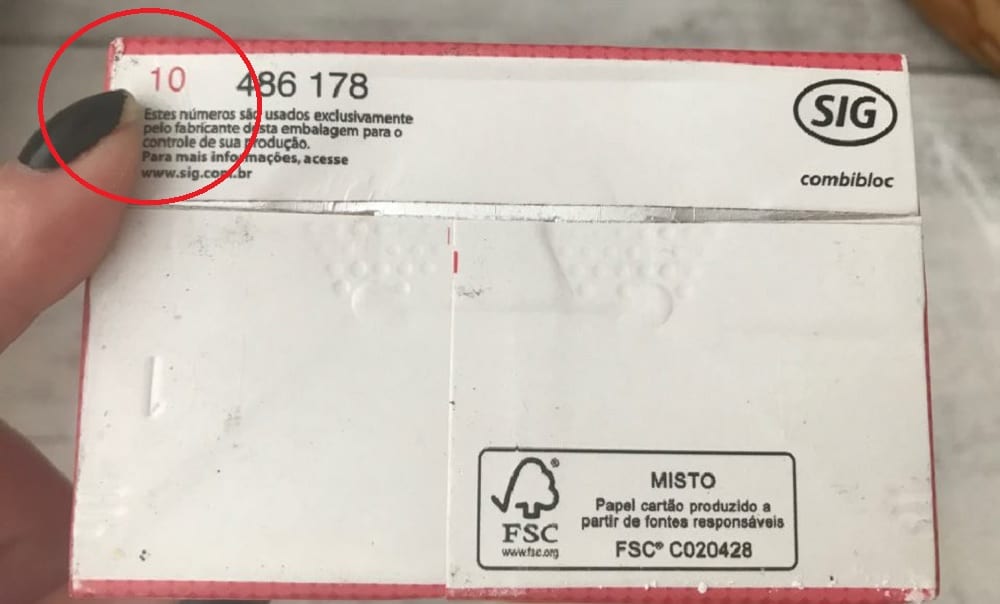 10 486 178
Estes números são usados exclusivamente
pelo fabricante desta embalagem para o
controle de sua produção.
Para mais informações, acesse
www.sig.com.br
SIG
combibloc
FSC®
www.fsc.org
MISTO
Papel cartão produzido a
partir de fontes responsáveis
FSC® C020428